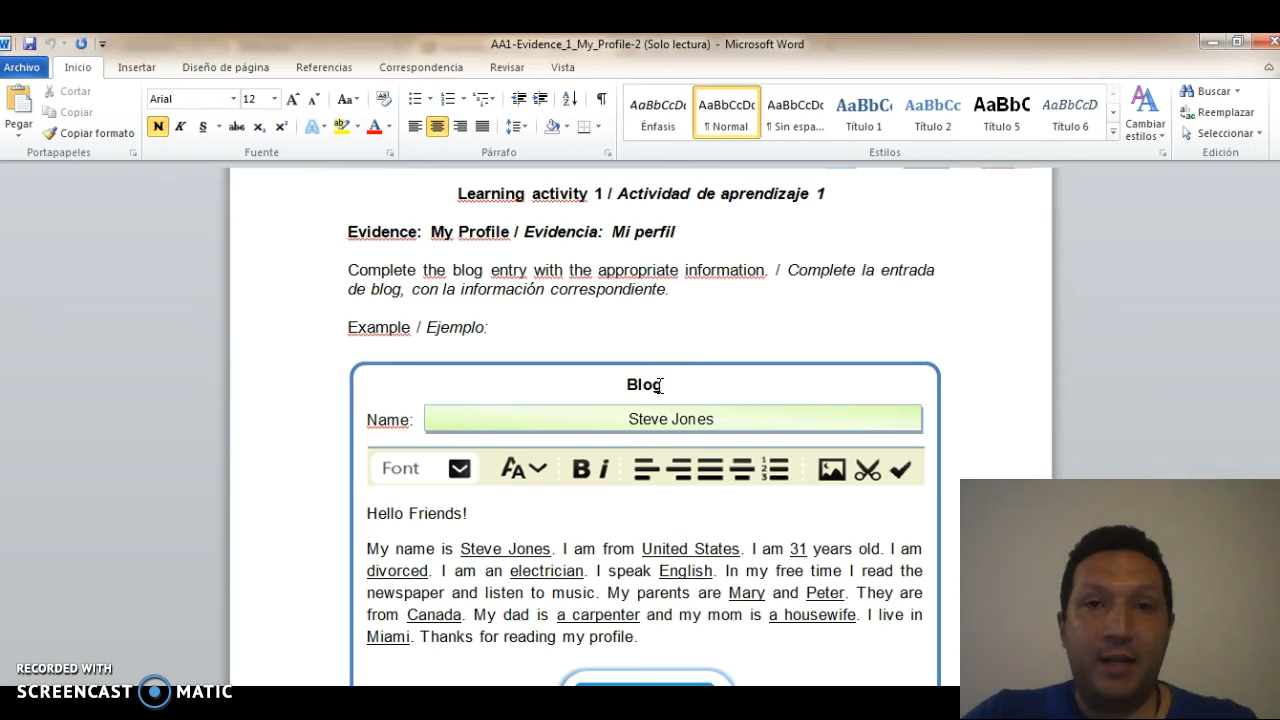 AA1-Evidence_1_My_Profile-2 (Solo lectura) - Microsoft Word
Archivo Inicio Insertar Diseño de página Referencias Correspondencia Revisar Vista
Pegar
Cortar
Copiar
Copiar formato
Portapapeles
Arial 12
Fuente
Párrafo
AaBbCcDc AaBbCcDc AaBbCcDc AaBbC AaBbCc AaBbC AaBbCcD
Énfasis ¶ Normal ¶ Sin espa... Título 1 Título 2 Título 5 Título 6
Cambiar estilos
Estilos
Buscar
Reemplazar
Seleccionar
Edición
Learning activity 1 / Actividad de aprendizaje 1
Evidence: My Profile / Evidencia: Mi perfil
Complete the blog entry with the appropriate information. / Complete la entrada
de blog, con la información correspondiente.
Example / Ejemplo:
Blog
Name: Steve Jones
Font
Hello Friends!
My name is Steve Jones. I am from United States. I am 31 years old. I am
divorced. I am an electrician. I speak English. In my free time I read the
newspaper and listen to music. My parents are Mary and Peter. They are
from Canada. My dad is a carpenter and my mom is a housewife. I live in
Miami. Thanks for reading my profile.
RECORDED WITH
SCREENCAST MATIC